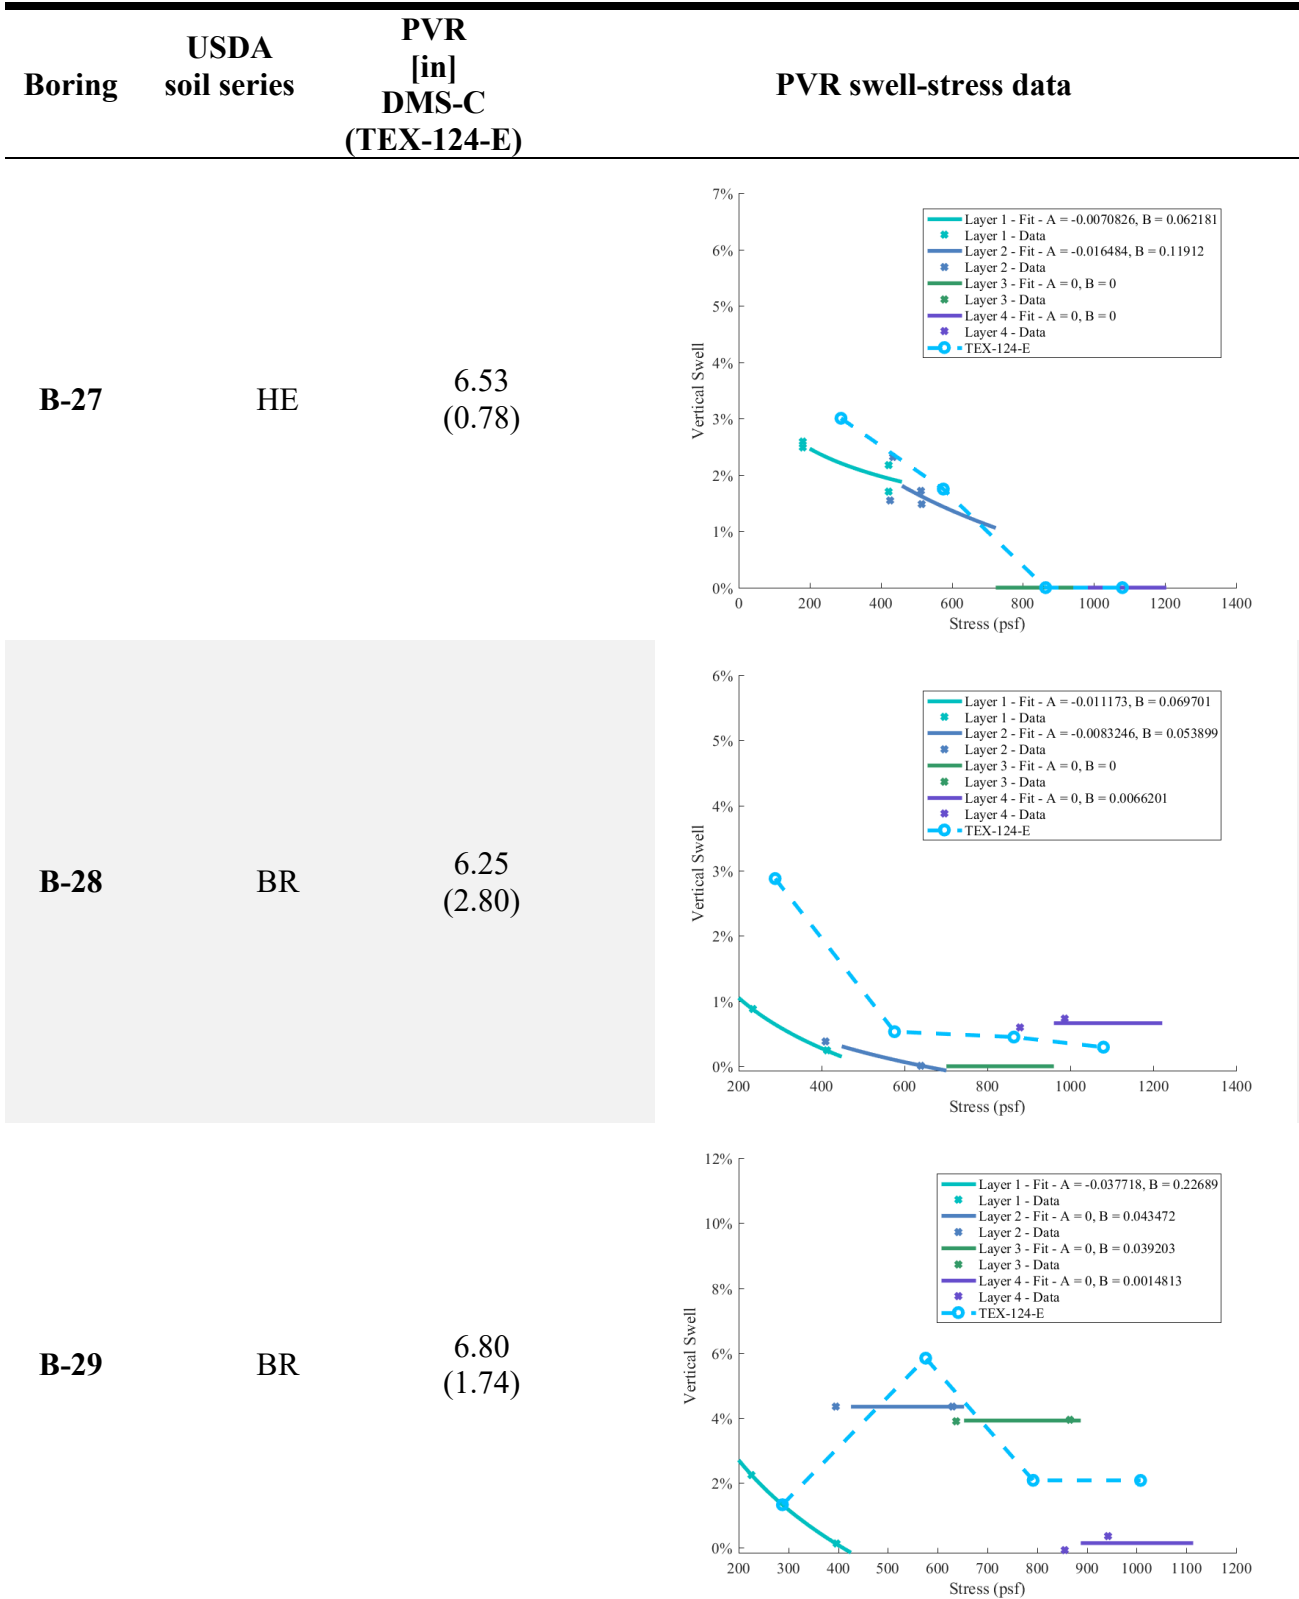 Boring
USDA
soil series
PVR
[in]
DMS-C
(TEX-124-E)
PVR swell-stress data
B-27
HE
6.53
(0.78)
7%
6%
5%
4%
3%
2%
1%
0%
Vertical Swell
0 200 400 600 800 1000 1200 1400
Stress (psf)
Layer 1 - Fit - A = -0.0070826, B = 0.062181
Layer 1 - Data
Layer 2 - Fit - A = -0.016484, B = 0.11912
Layer 2 - Data
Layer 3 - Fit - A = 0, B = 0
Layer 3 - Data
Layer 4 - Fit - A = 0, B = 0
Layer 4 - Data
TEX-124-E
B-28
BR
6.25
(2.80)
6%
5%
4%
3%
2%
1%
0%
Vertical Swell
200 400 600 800 1000 1200 1400
Stress (psf)
Layer 1 - Fit - A = -0.011173, B = 0.069701
Layer 1 - Data
Layer 2 - Fit - A = -0.0083246, B = 0.053899
Layer 2 - Data
Layer 3 - Fit - A = 0, B = 0
Layer 3 - Data
Layer 4 - Fit - A = 0, B = 0.0066201
Layer 4 - Data
TEX-124-E
B-29
BR
6.80
(1.74)
12%
10%
8%
6%
4%
2%
0%
Vertical Swell
200 300 400 500 600 700 800 900 1000 1100 1200
Stress (psf)
Layer 1 - Fit - A = -0.037718, B = 0.22689
Layer 1 - Data
Layer 2 - Fit - A = 0, B = 0.043472
Layer 2 - Data
Layer 3 - Fit - A = 0, B = 0.039203
Layer 3 - Data
Layer 4 - Fit - A = 0, B = 0.0014813
Layer 4 - Data
TEX-124-E